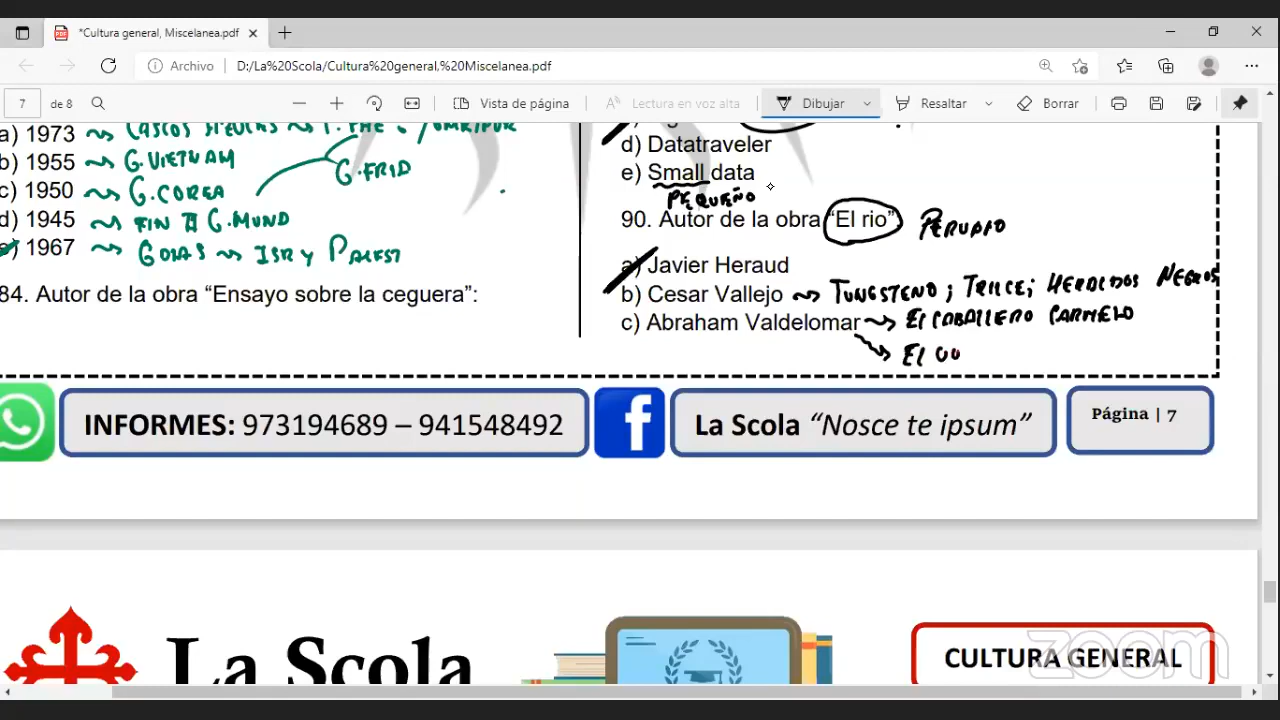 *Cultura general, Miscelanea.pdf
Archivo D:/La%20Scola/Cultura%20general,%20Miscelanea.pdf
7 de 8 Vista de página Lectura en voz alta Dibujar Resaltar Borrar
a) 1973
b) 1955 G. VIETNAM
G. FRID
c) 1950 G. COREA
d) 1945 FIN II G. MUND
e) 1967 ISR Y PALEST
84. Autor de la obra “Ensayo sobre la ceguera”:
d) Datatraveler
e) Small data
PEQUEÑO
90. Autor de la obra “El rio” PERUANO
a) Javier Heraud
b) Cesar Vallejo TUNGSTENO; TRILCE; HERALDOS NEGROS
c) Abraham Valdelomar El CABALLERO CARMELO
El
INFORMES: 973194689 – 941548492
La Scola “Nosce te ipsum”
Página | 7
La Scola
CULTURA GENERAL
zoom